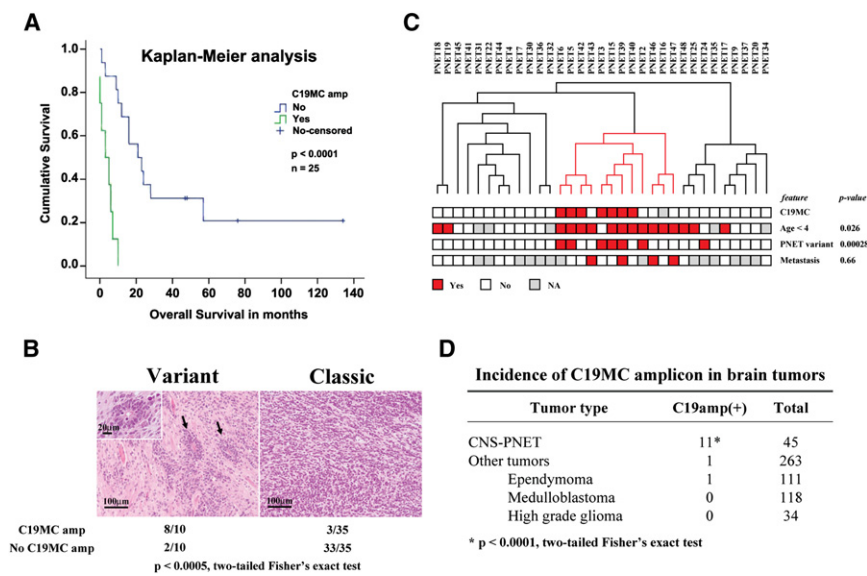 A
Kaplan-Meier analysis
Cumulative Survival
1.0
0.8
0.6
0.4
0.2
0.0
0 20 40 60 80 100 120 140
Overall Survival in months
C19MC amp
No
Yes
No-censored
p < 0.0001
n = 25
B
Variant Classic
20μm
100μm 100μm
C19MC amp 8/10 3/35
No C19MC amp 2/10 33/35
p < 0.0005, two-tailed Fisher's exact test
C
PNET18 PNET19 PNET45 PNET41 PNET31 PNET22 PNET44 PNET4 PNET7 PNET30 PNET36 PNET32 PNET6 PNET5 PNET42 PNET43 PNET3 PNET15 PNET39 PNET40 PNET2 PNET46 PNET16 PNET47 PNET48 PNET25 PNET24 PNET35 PNET17 PNET9 PNET37 PNET20 PNET34
feature p-value
C19MC
Age < 4 0.026
PNET variant 0.00028
Metastasis 0.66
Yes No NA
D
Incidence of C19MC amplicon in brain tumors
Tumor type C19amp(+) Total
CNS-PNET 11* 45
Other tumors 1 263
Ependymoma 1 111
Medulloblastoma 0 118
High grade glioma 0 34
* p < 0.0001, two-tailed Fisher's exact test